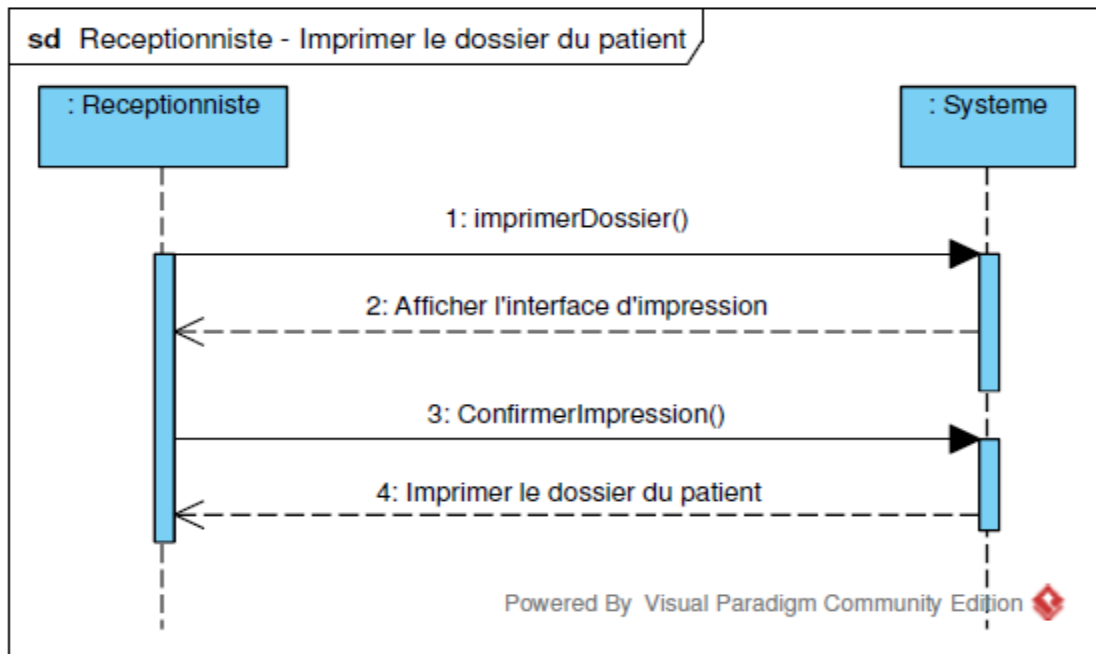 sd Receptionniste - Imprimer le dossier du patient
: Receptionniste
: Systeme
1: imprimerDossier()
2: Afficher l'interface d'impression
3: ConfirmerImpression()
4: Imprimer le dossier du patient
Powered By Visual Paradigm Community Edition